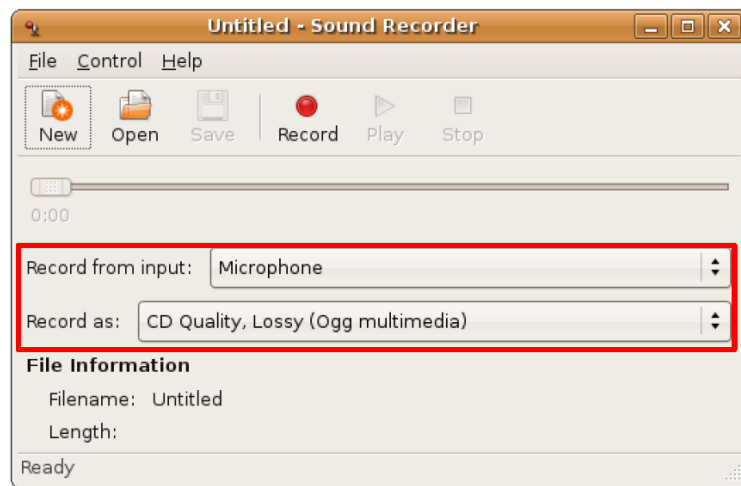 Untitled - Sound Recorder
File Control Help
New Open Save Record Play Stop
0:00
Record from input: Microphone
Record as: CD Quality, Lossy (Ogg multimedia)
File Information
Filename: Untitled
Length:
Ready